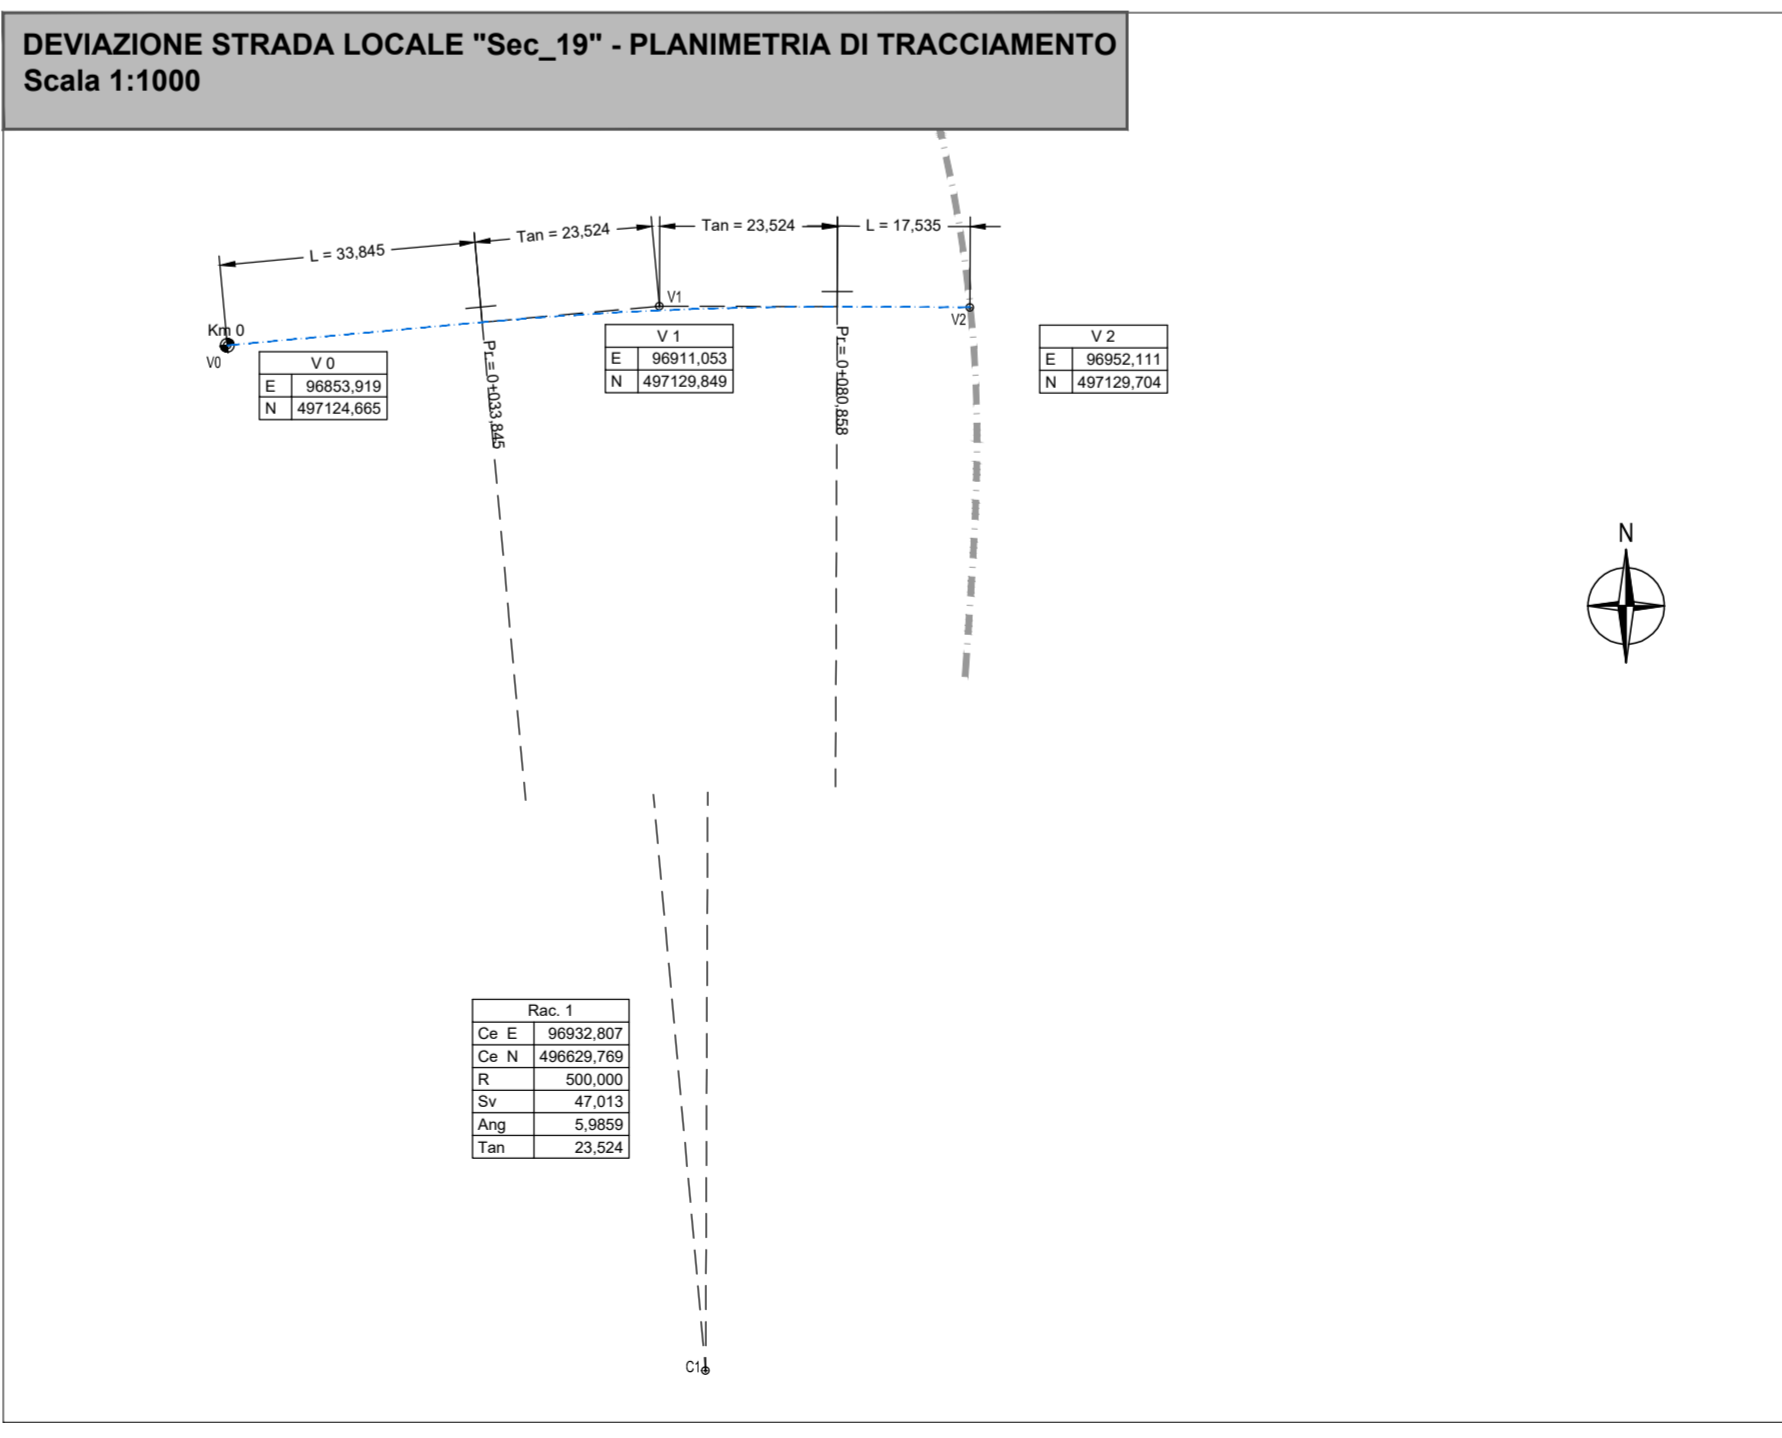 DEVIAZIONE STRADA LOCALE "Sec_19" - PLANIMETRIA DI TRACCIAMENTO
Scala 1:1000
L = 33,845
Tan = 23,524
Tan = 23,524
L = 17,535
Km 0
V0
V1
V2
V 0
E 96853,919
N 497124,665
Pr.= 0+033,845
V 1
E 96911,053
N 497129,849
Pr.= 0+080,858
V 2
E 96952,111
N 497129,704
N
Rac. 1
Ce E 96932,807
Ce N 496629,769
R 500,000
Sv 47,013
Ang 5,9859
Tan 23,524
C1